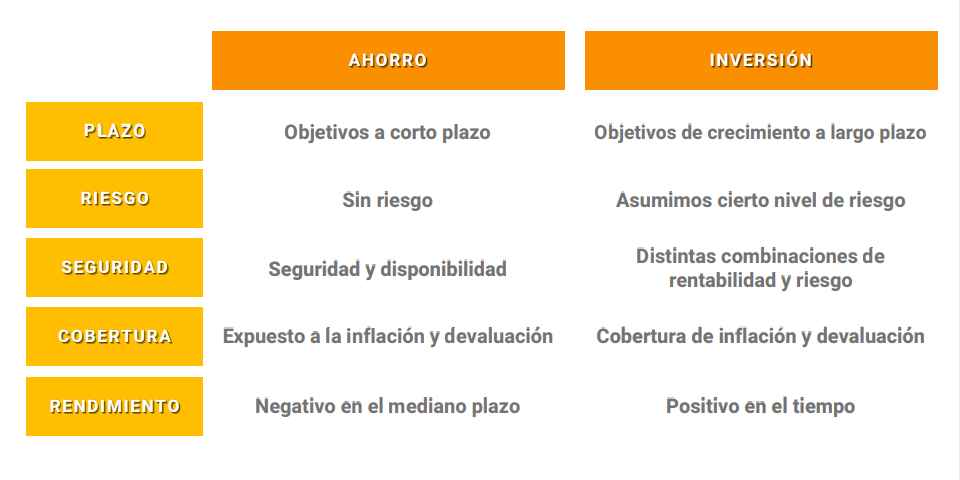 AHORRO
INVERSIÓN
PLAZO
Objetivos a corto plazo
Objetivos de crecimiento a largo plazo
RIESGO
Sin riesgo
Asumimos cierto nivel de riesgo
SEGURIDAD
Seguridad y disponibilidad
Distintas combinaciones de
rentabilidad y riesgo
COBERTURA
Expuesto a la inflación y devaluación
Cobertura de inflación y devaluación
RENDIMIENTO
Negativo en el mediano plazo
Positivo en el tiempo